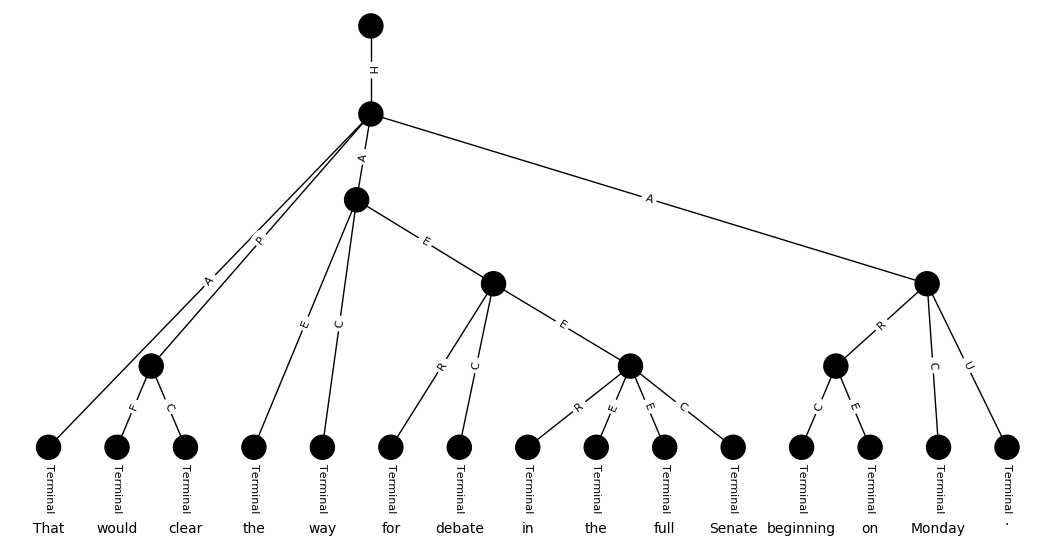 H
A
A
P
A
E
E
C
E
R
R
C
C
U
F
C
R
E
E
C
C
E
Terminal Terminal Terminal Terminal Terminal Terminal Terminal Terminal Terminal Terminal Terminal Terminal Terminal Terminal Terminal
That would clear the way for debate in the full Senate beginning on Monday .